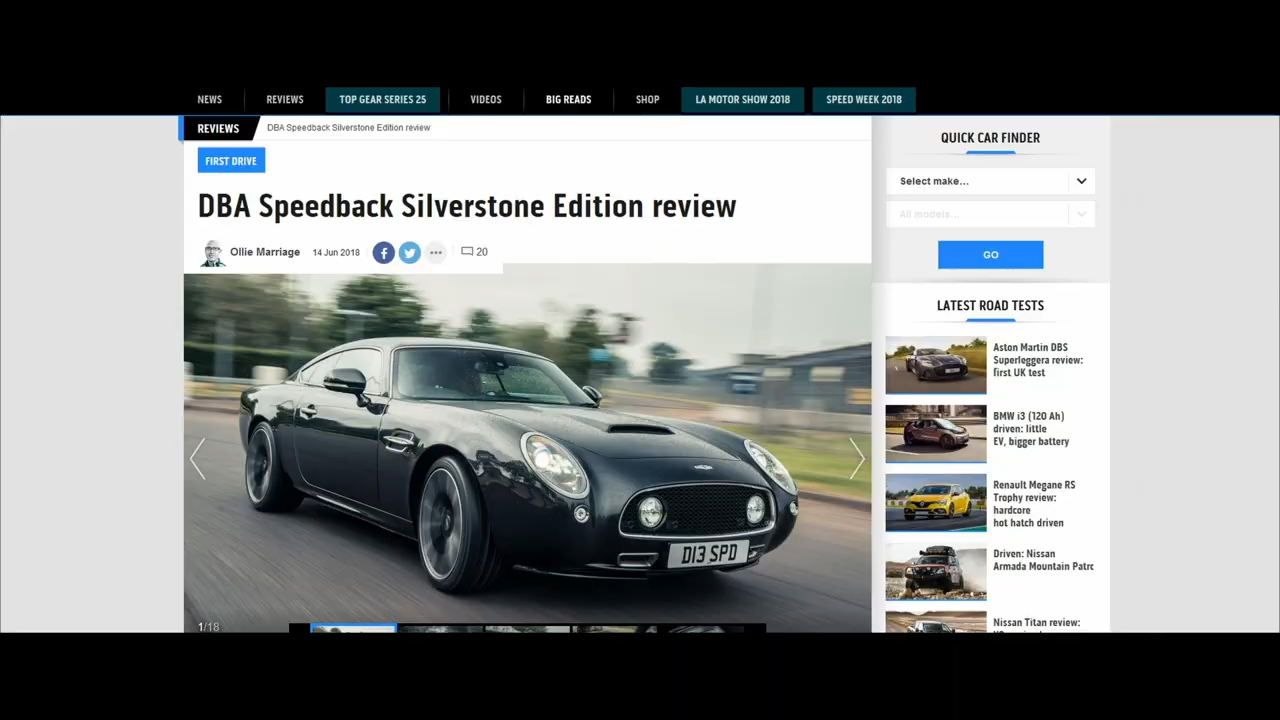 NEWS
REVIEWS
TOP GEAR SERIES 25
VIDEOS
BIG READS
SHOP
LA MOTOR SHOW 2018
SPEED WEEK 2018
REVIEWS
DBA Speedback Silverstone Edition review
FIRST DRIVE
DBA Speedback Silverstone Edition review
Ollie Marriage
14 Jun 2018
20
D13 SPD
1/18
QUICK CAR FINDER
Select make...
All models...
GO
LATEST ROAD TESTS
Aston Martin DBS
Superleggera review:
first UK test
BMW i3 (120 Ah)
driven: little
EV, bigger battery
Renault Megane RS
Trophy review:
hardcore
hot hatch driven
Driven: Nissan
Armada Mountain Patrc
Nissan Titan review: